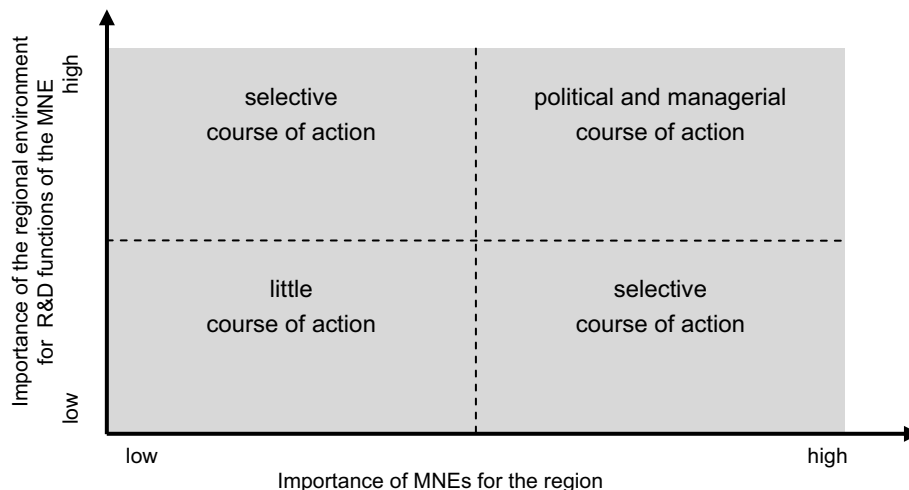 Importance of the regional environment
for R&D functions of the MNE
high
low
selective
course of action
political and managerial
course of action
little
course of action
selective
course of action
low
high
Importance of MNEs for the region